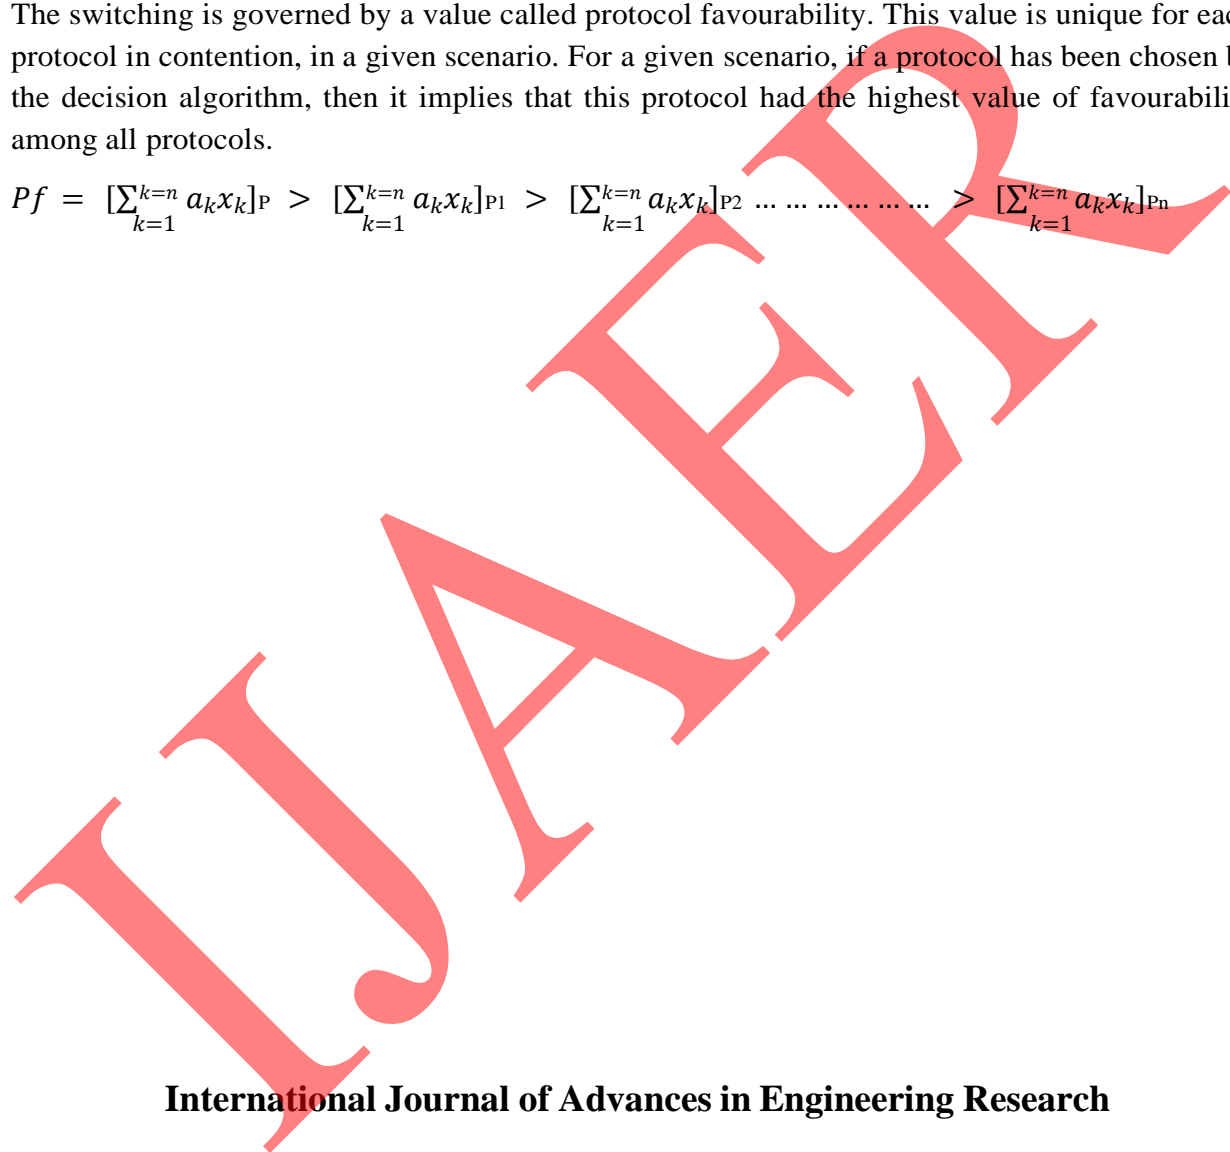 The switching is governed by a value called protocol favourability. This value is unique for eac
protocol in contention, in a given scenario. For a given scenario, if a protocol has been chosen b
the decision algorithm, then it implies that this protocol had the highest value of favourabili
among all protocols.
𝑃𝑓 = [∑_{k=1}^{k=n} a_k x_k]P > [∑_{k=1}^{k=n} a_k x_k]P1 > [∑_{k=1}^{k=n} a_k x_k]P2 … … … … … … > [∑_{k=1}^{k=n} a_k x_k]Pn
IJAER
International Journal of Advances in Engineering Research